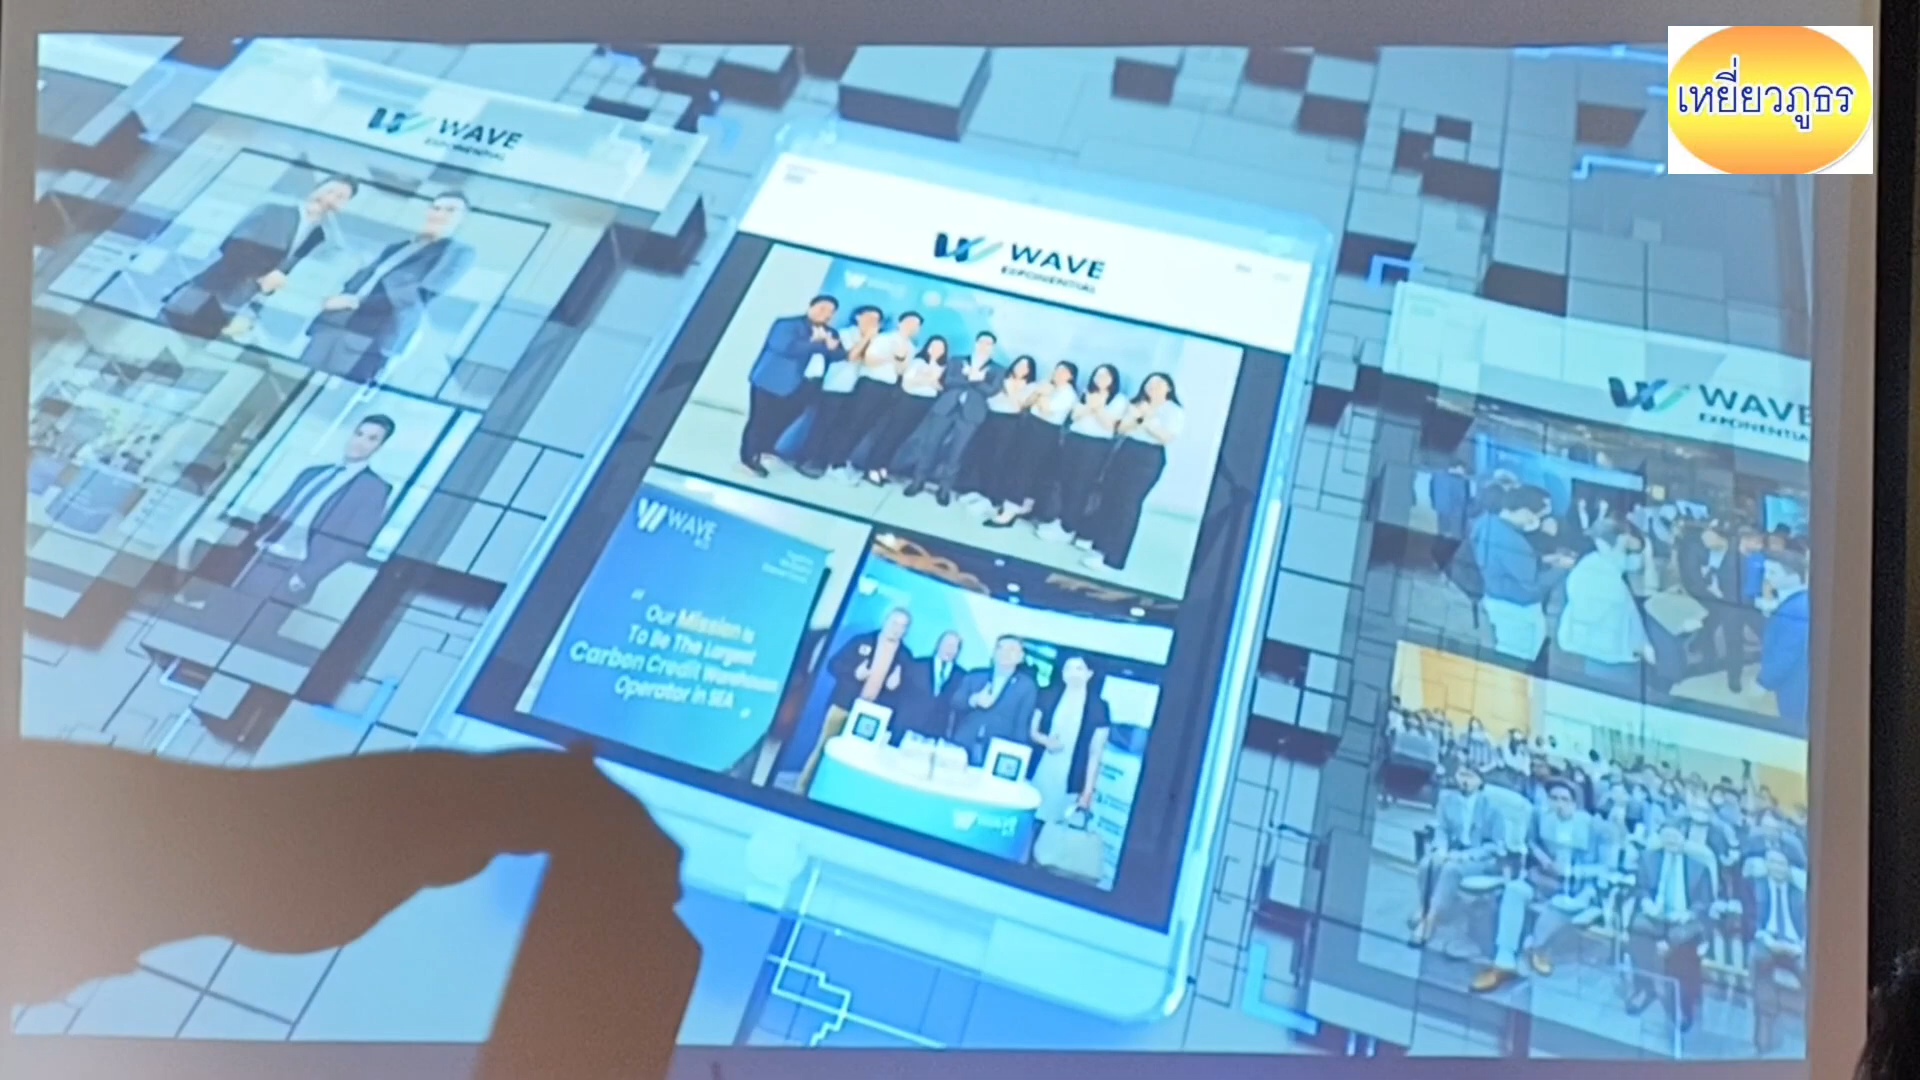 เหยี่ยวภูธร
WAVE
EXPONENTIAL
WAVE
EXPONENTIAL
WAVE
EXPONENTIA
WAVE
“
Our Mission is
To Be The Largest
Carbon Credit Warehouse
Operator in SEA
”